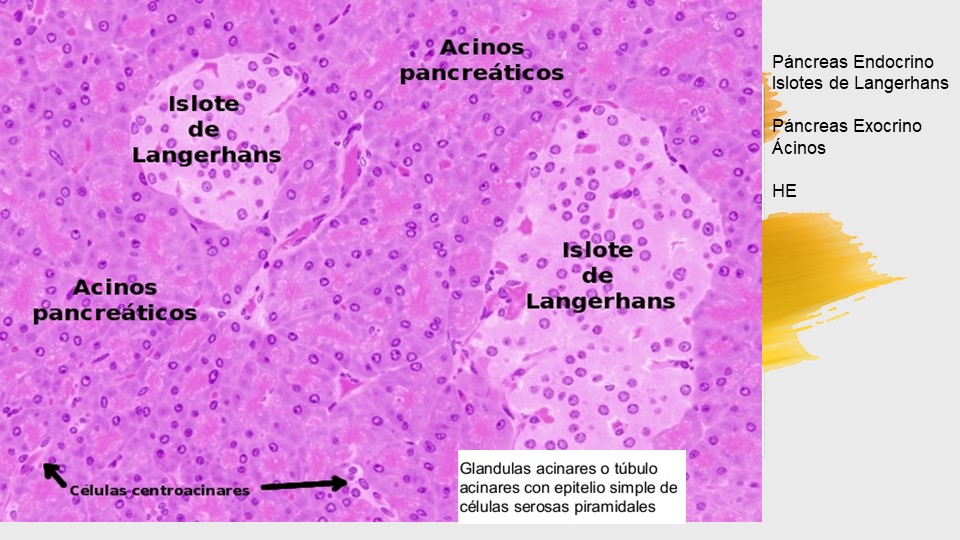 Acinos
pancreáticos
Islote
de
Langerhans
Islote
de
Langerhans
Acinos
pancreáticos
Células centroacinares
Glandulas acinares o túbulo
acinares con epitelio simple de
células serosas piramidales
Páncreas Endocrino
Islotes de Langerhans
Páncreas Exocrino
Ácinos
HE